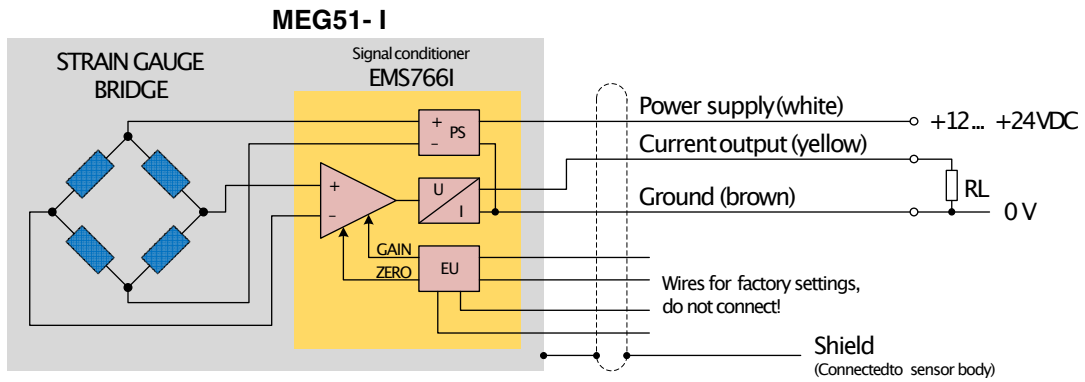 MEG51- I
STRAIN GAUGE
BRIDGE
Signal conditioner
EMS766I
+
−
PS
+
−
U
I
GAIN
ZERO
EU
Power supply (white)
+12... +24VDC
Current output (yellow)
RL
Ground (brown)
0 V
Wires for factory settings,
do not connect!
Shield
(Connectedto sensor body)